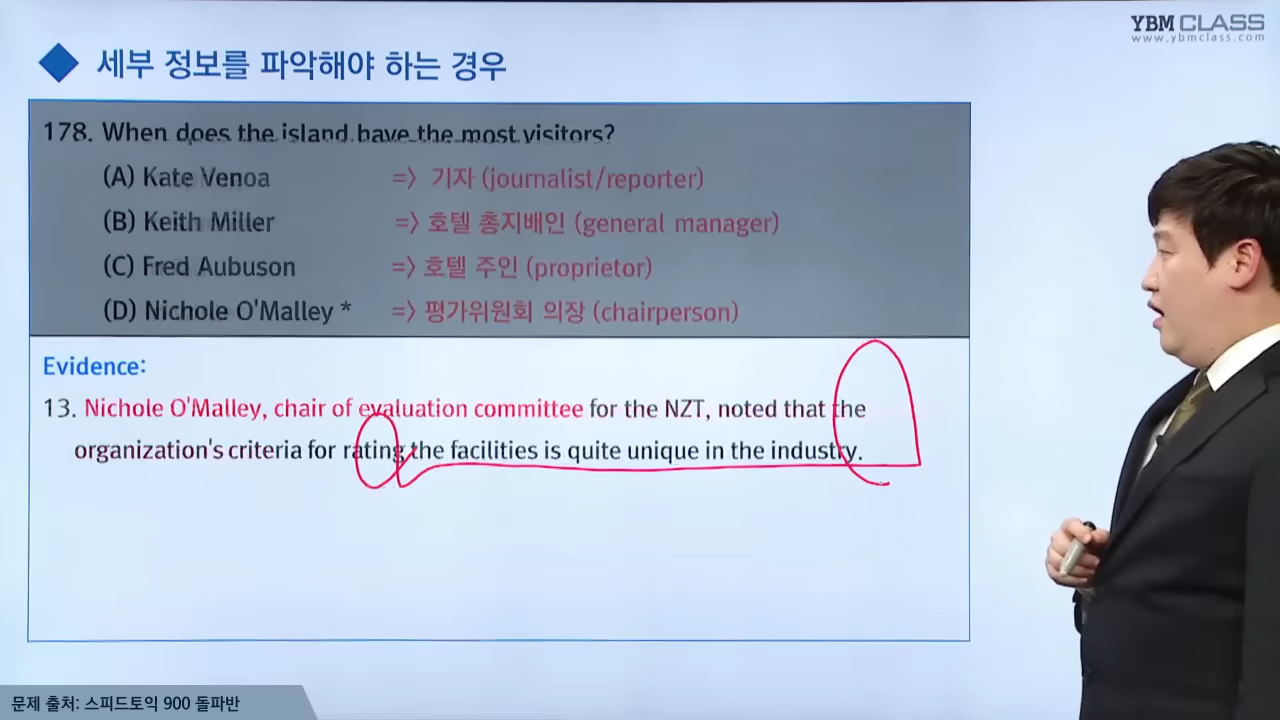 YBM CLASS
www.ybmclass.com
세부 정보를 파악해야 하는 경우
178. When does the island have the most visitors?
(A) Kate Venoa => 기자 (journalist/reporter)
(B) Keith Miller => 호텔 총지배인 (general manager)
(C) Fred Aubuson => 호텔 주인 (proprietor)
(D) Nichole O'Malley * => 평가위원회 의장 (chairperson)
Evidence:
13. Nichole O'Malley, chair of evaluation committee for the NZT, noted that the
organization's criteria for rating the facilities is quite unique in the industry.
문제 출처: 스피드토익 900 돌파반